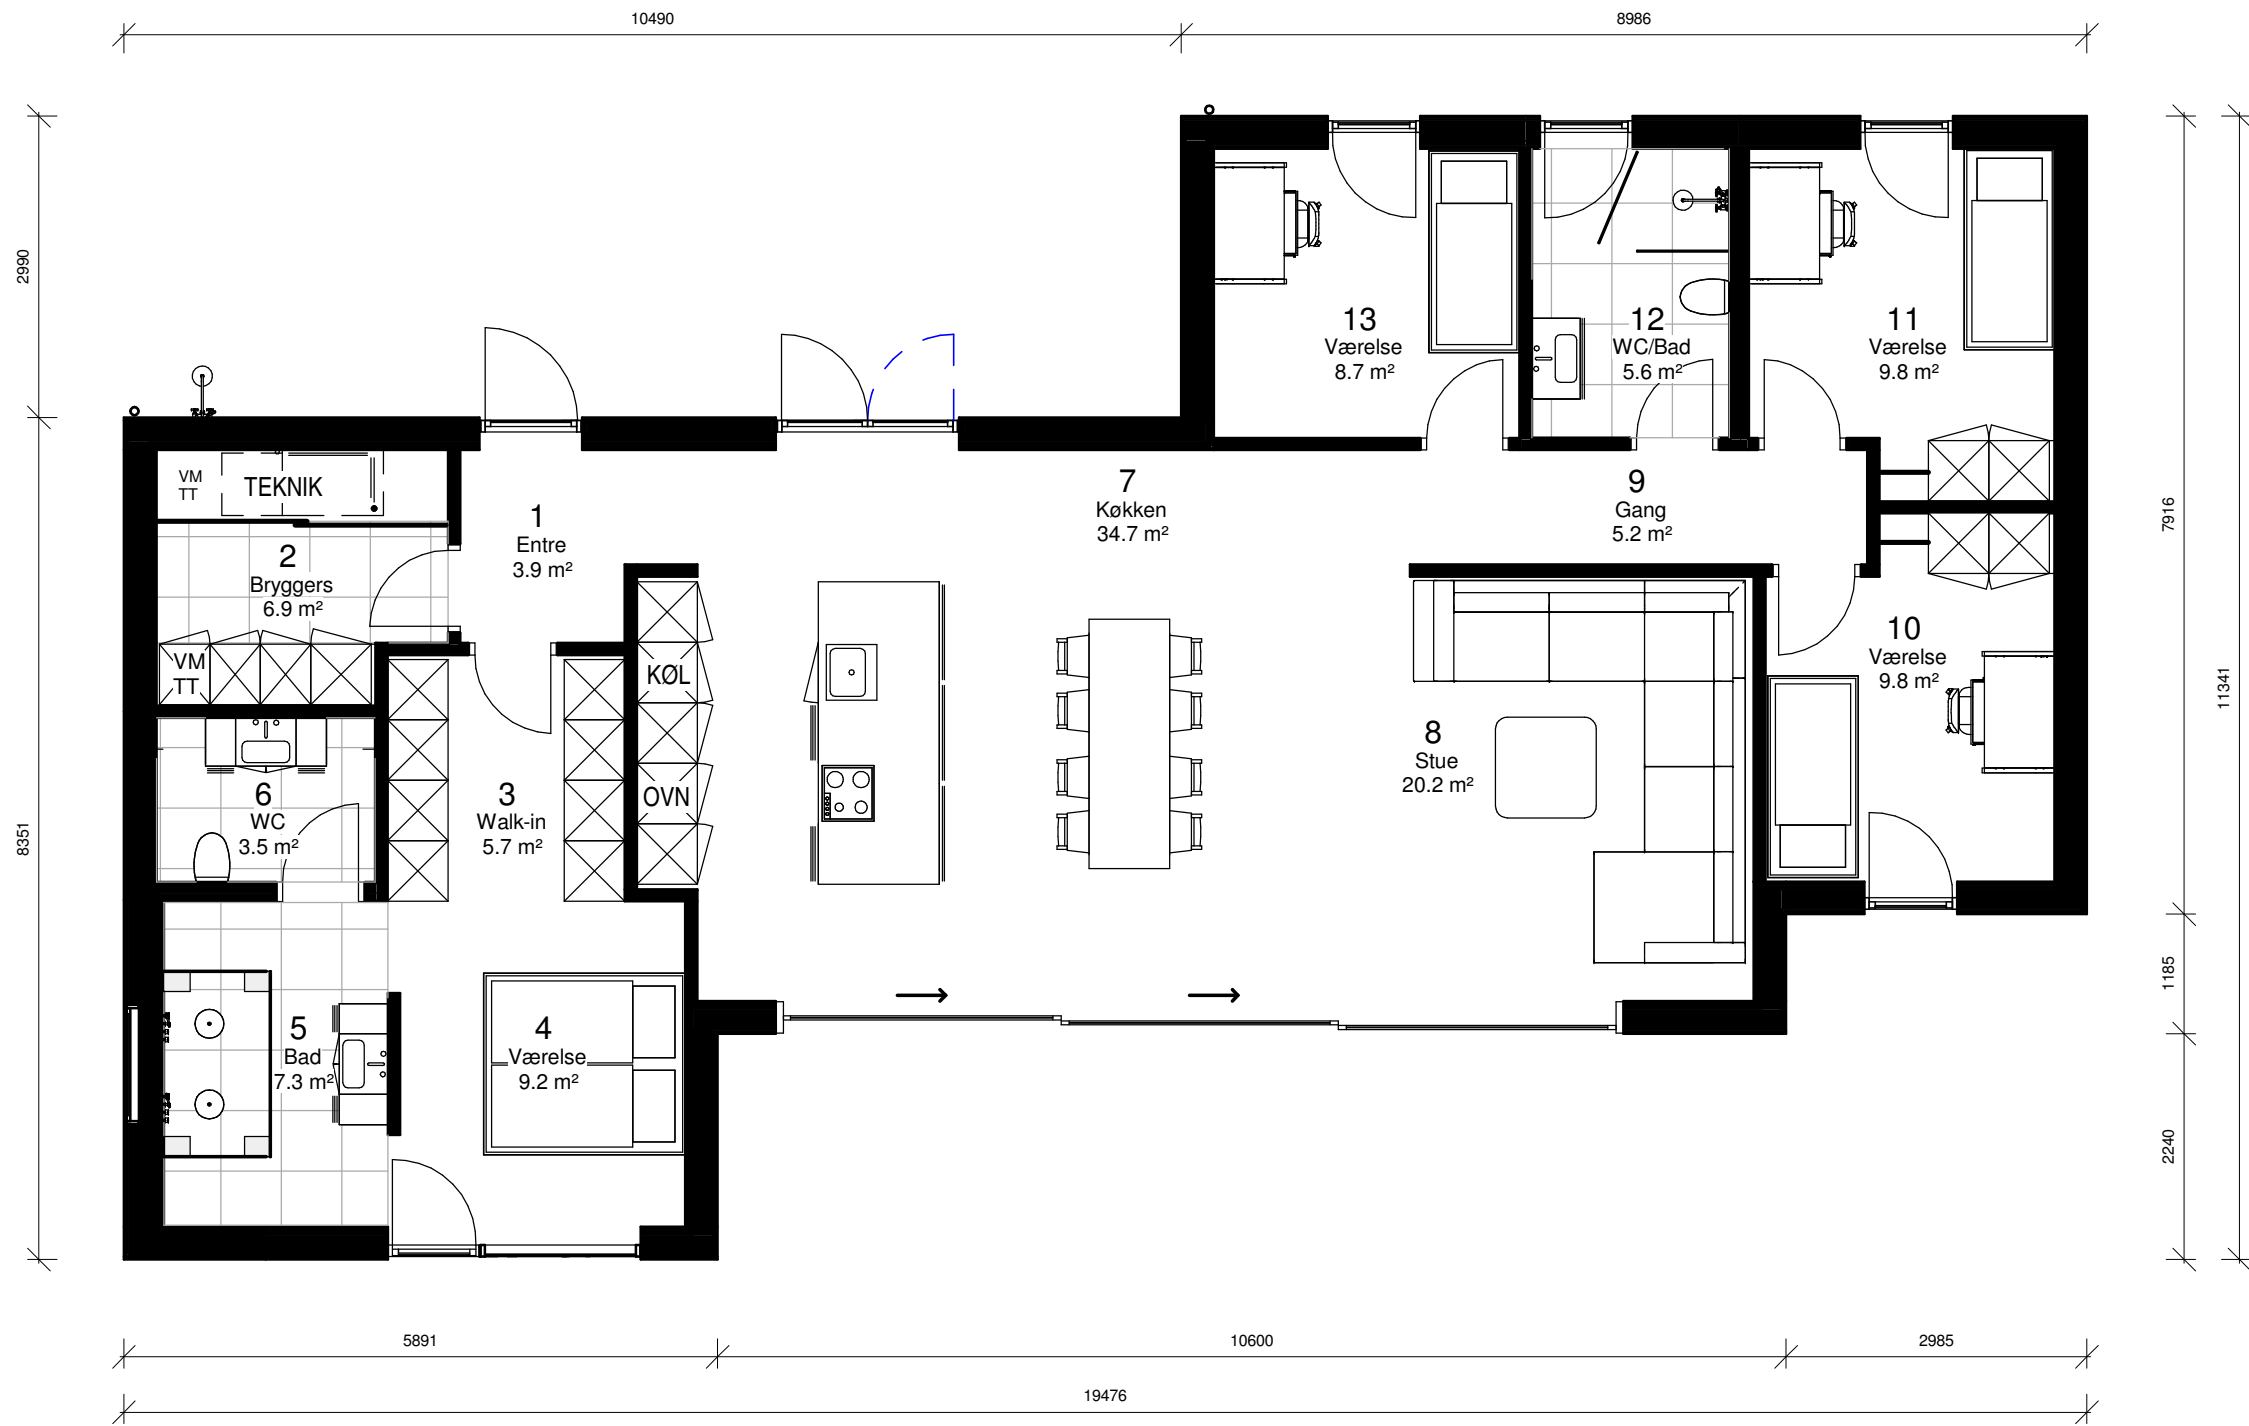 10490
8986
2990
8351
7916
1185
2240
11341
13
Værelse
8.7 m²
12
WC/Bad
5.6 m²
11
Værelse
9.8 m²
VM
TT
TEKNIK
1
Entre
3.9 m²
2
Bryggers
6.9 m²
VM
TT
7
Køkken
34.7 m²
9
Gang
5.2 m²
10
Værelse
9.8 m²
KØL
OVN
8
Stue
20.2 m²
6
WC
3.5 m²
3
Walk-in
5.7 m²
5
Bad
7.3 m²
4
Værelse
9.2 m²
5891
10600
2985
19476